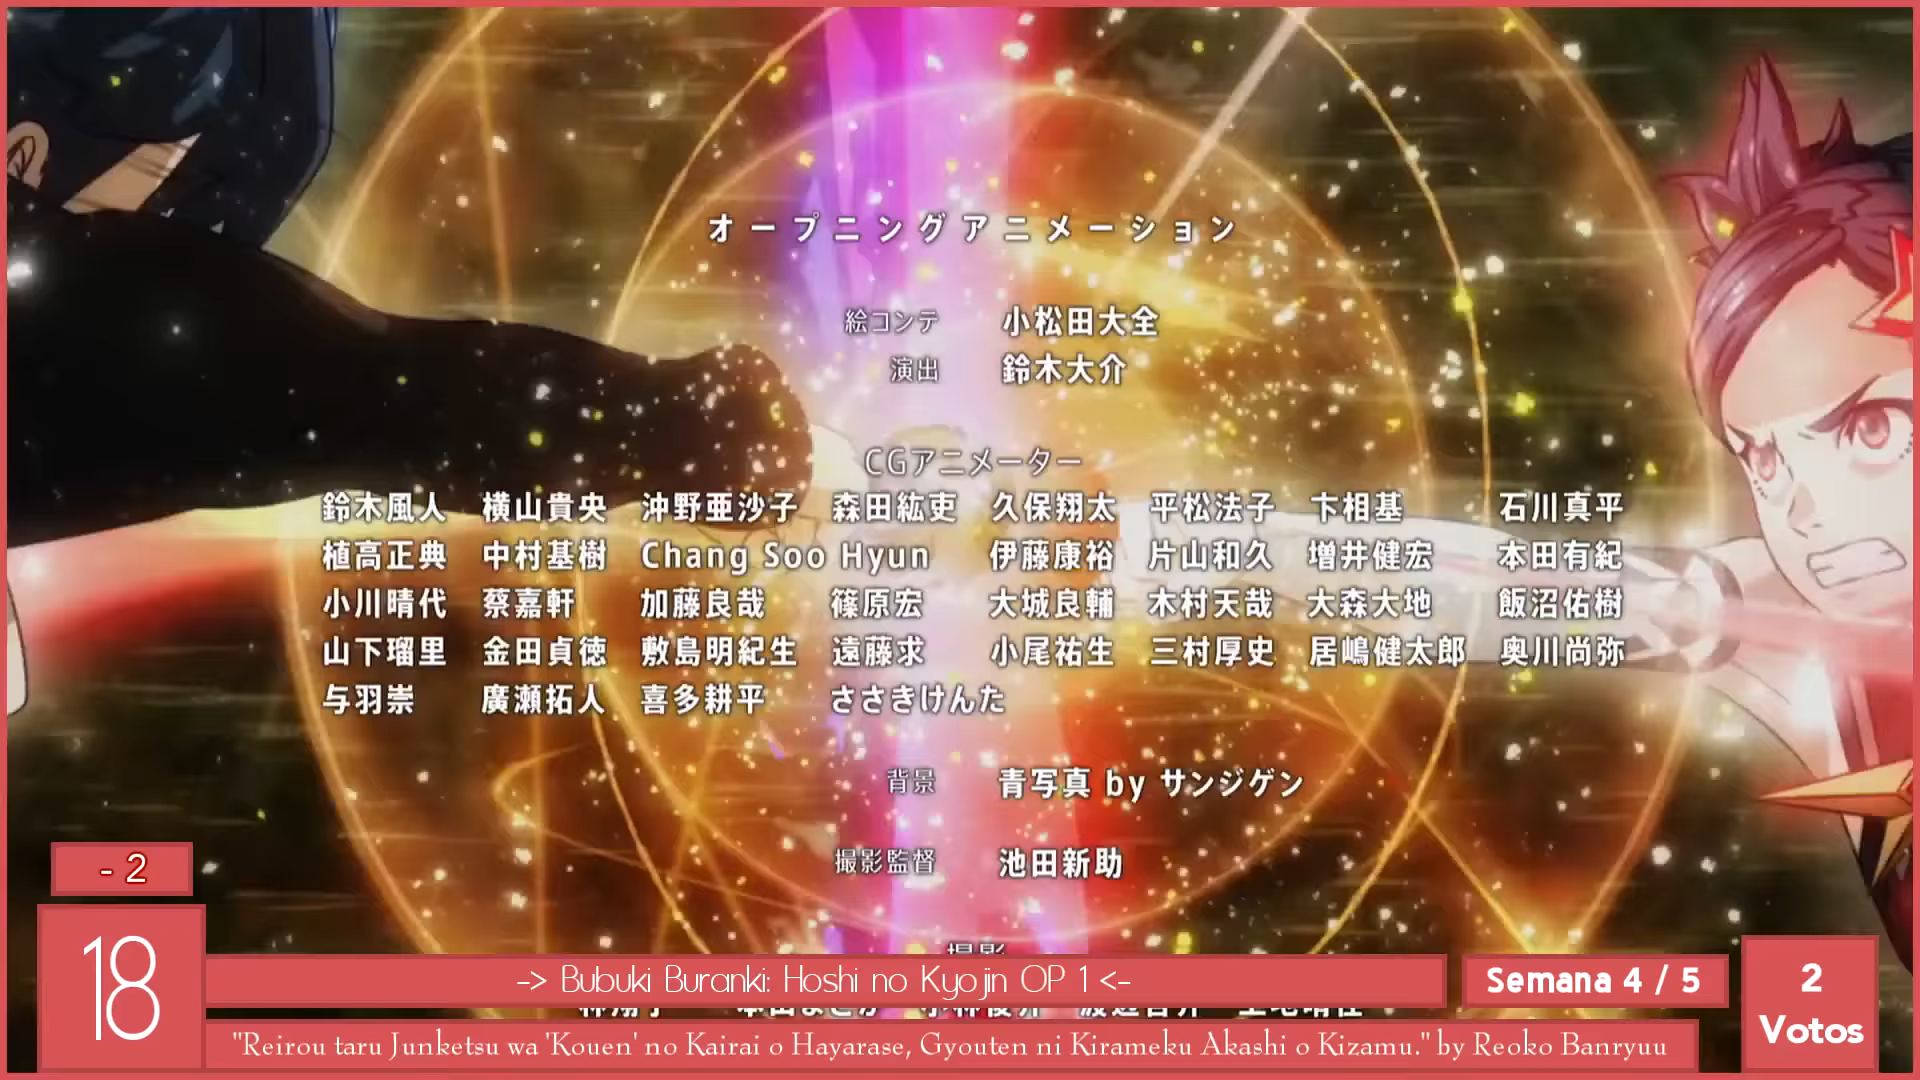 オープニングアニメーション
絵コンテ 小松田大全
演出 鈴木大介
CGアニメーター
鈴木風人 横山貴央 沖野亜沙子 森田紘吏 久保翔太 平松法子 卞相基 石川真平
植高正典 中村基樹 Chang Soo Hyun 伊藤康裕 片山和久 増井健宏 本田有紀
小川晴代 蔡嘉軒 加藤良哉 篠原宏 大城良輔 木村天哉 大森大地 飯沼佑樹
山下瑠里 金田貞徳 敷島明紀生 遠藤求 小尾祐生 三村厚史 居嶋健太郎 奥川尚弥
与羽崇 廣瀬拓人 喜多耕平 ささきけんた
背景 青写真 by サンジゲン
撮影監督 池田新助
撮影
- 2
18
-> Bubuki Buranki: Hoshi no Kyojin OP 1 <-
Semana 4 / 5
2
Votos
"Reirou taru Junketsu wa 'Kouen' no Kairai o Hayarase, Gyouten ni Kirameku Akashi o Kizamu." by Reoko Banryuu